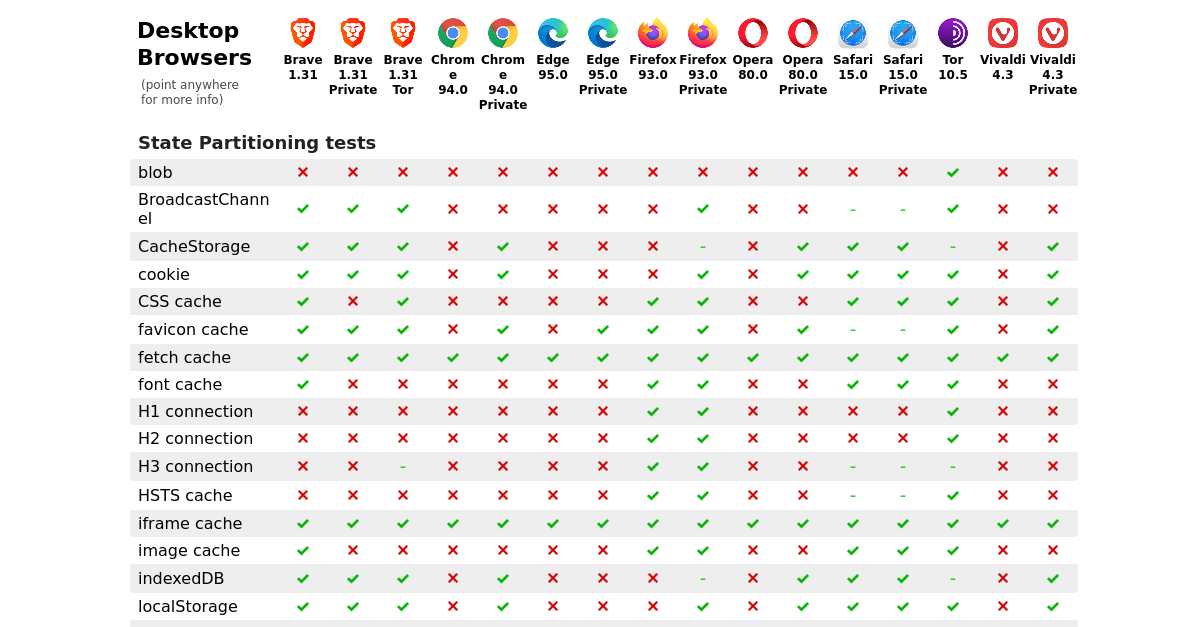 Desktop
Browsers
(point anywhere
for more info)
Brave
1.31
Brave
1.31
Private
Brave
1.31
Tor
Chrom
e
94.0
Chrom
e
94.0
Private
Edge
95.0
Edge
95.0
Private
Firefox
93.0
Firefox
93.0
Private
Opera
80.0
Opera
80.0
Private
Safari
15.0
Safari
15.0
Private
Tor
10.5
Vivaldi
4.3
Vivaldi
4.3
Private
State Partitioning tests
blob
BroadcastChann
el
CacheStorage
cookie
CSS cache
favicon cache
fetch cache
font cache
H1 connection
H2 connection
H3 connection
HSTS cache
iframe cache
image cache
indexedDB
localStorage